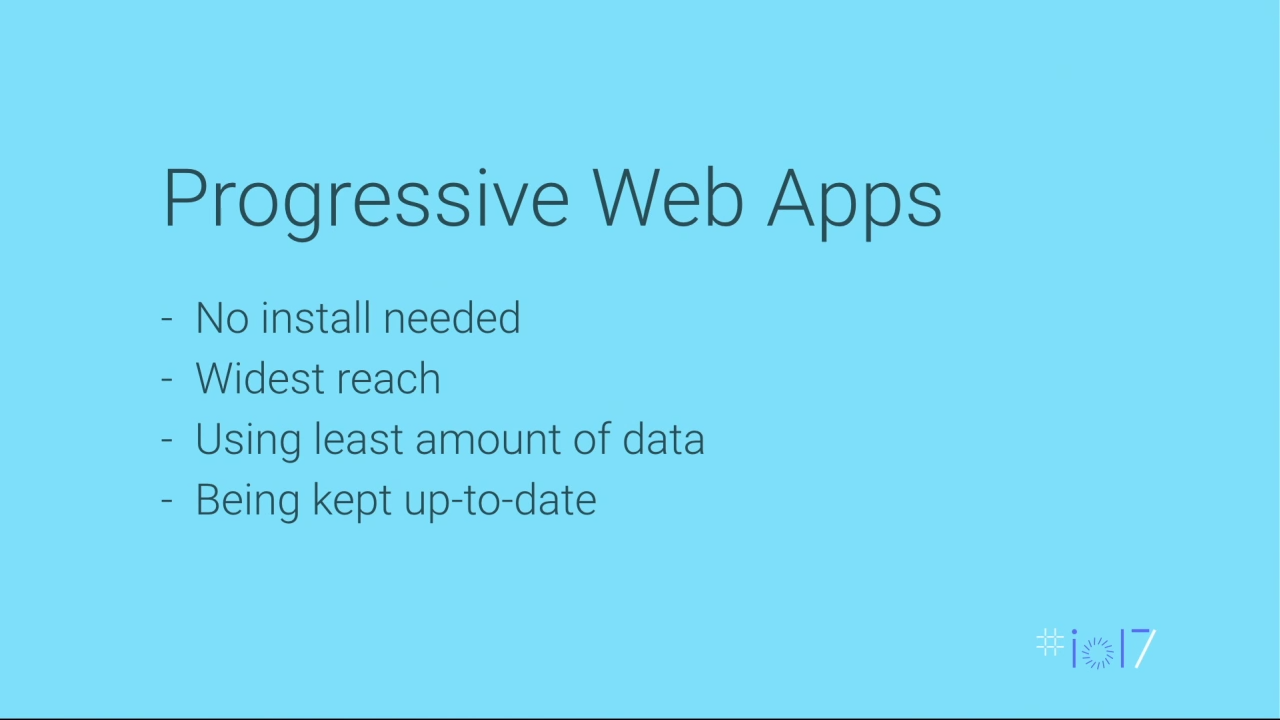 Progressive Web Apps
- No install needed
- Widest reach
- Using least amount of data
- Being kept up-to-date
#io17